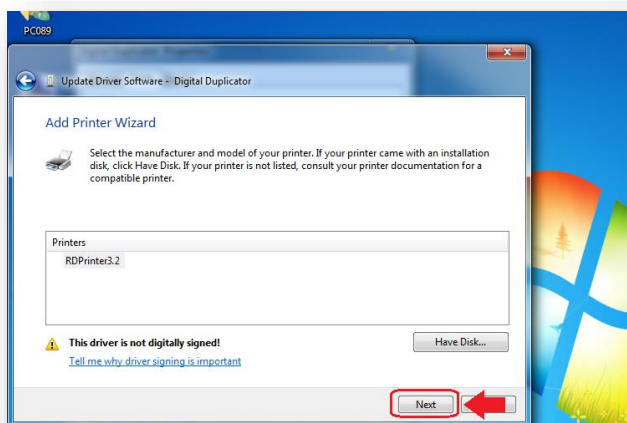 PC089
Update Driver Software - Digital Duplicator
Add Printer Wizard
Select the manufacturer and model of your printer. If your printer came with an installation
disk, click Have Disk. If your printer is not listed, consult your printer documentation for a
compatible printer.
Printers
RDPrinter3.2
This driver is not digitally signed!
Have Disk...
Tell me why driver signing is important
Next